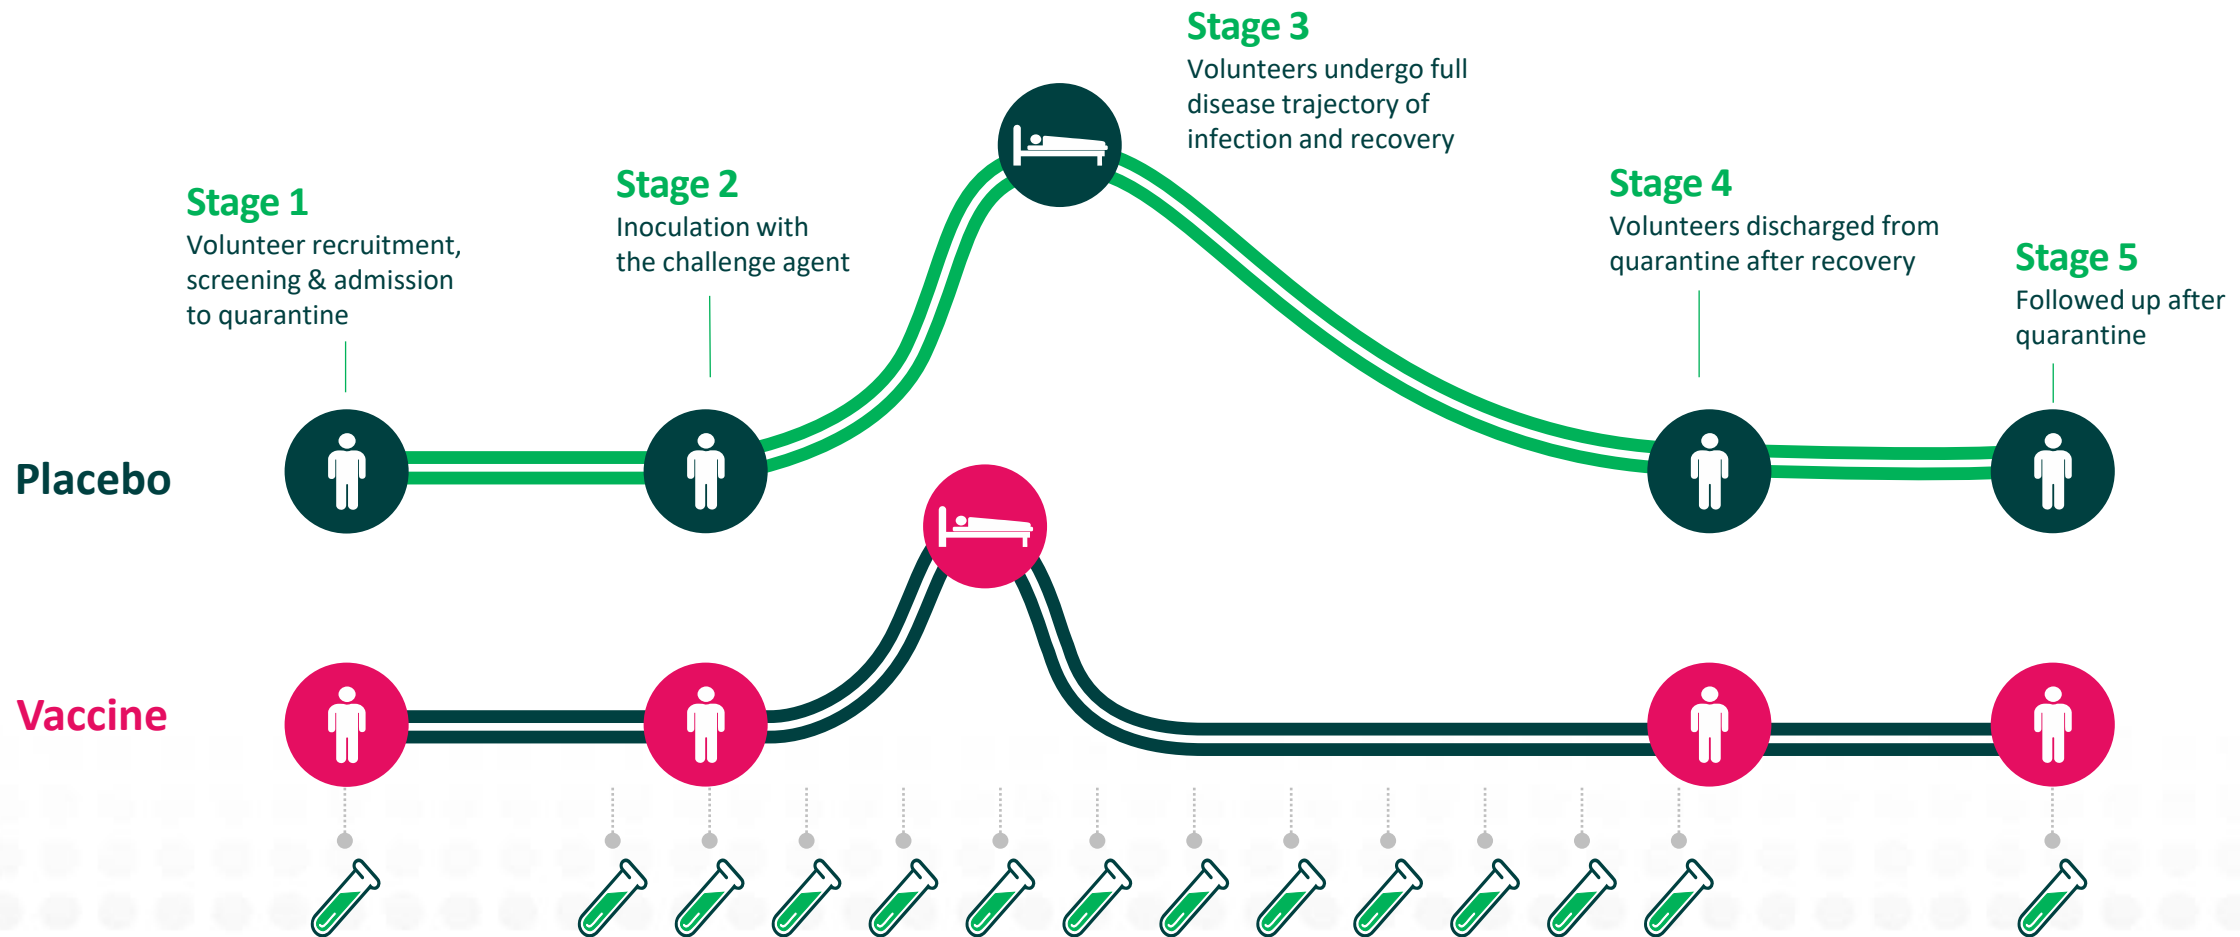 Stage 1
Volunteer recruitment,
screening & admission
to quarantine
Stage 2
Inoculation with
the challenge agent
Stage 3
Volunteers undergo full
disease trajectory of
infection and recovery
Stage 4
Volunteers discharged from
quarantine after recovery
Stage 5
Followed up after
quarantine
Placebo
Vaccine